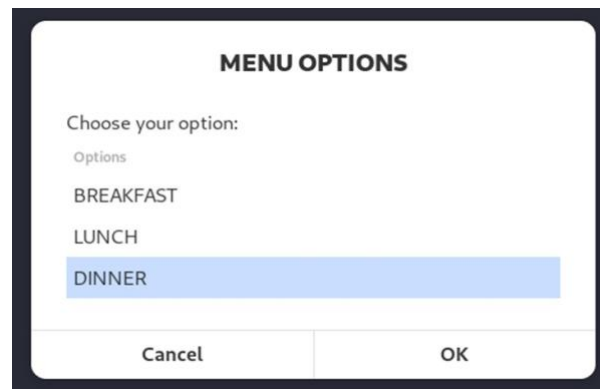 MENU OPTIONS
Choose your option:
Options
BREAKFAST
LUNCH
DINNER
Cancel OK